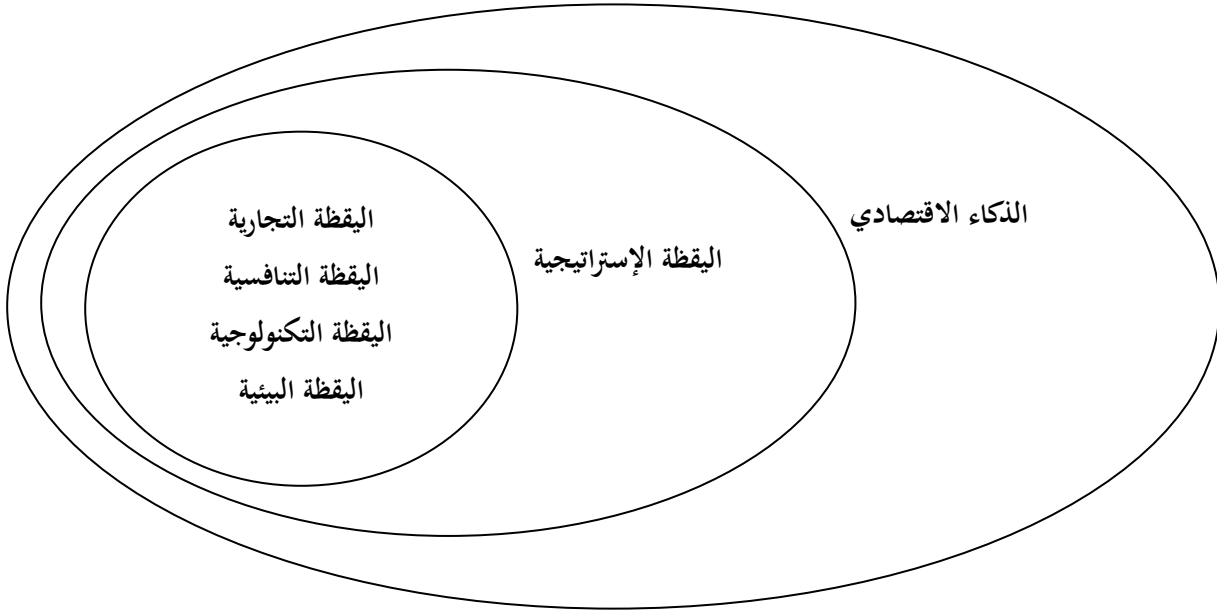 الذكاء الاقتصادي
اليقظة الإستراتيجية
اليقظة التجارية
اليقظة التنافسية
اليقظة التكنولوجية
اليقظة البيئية